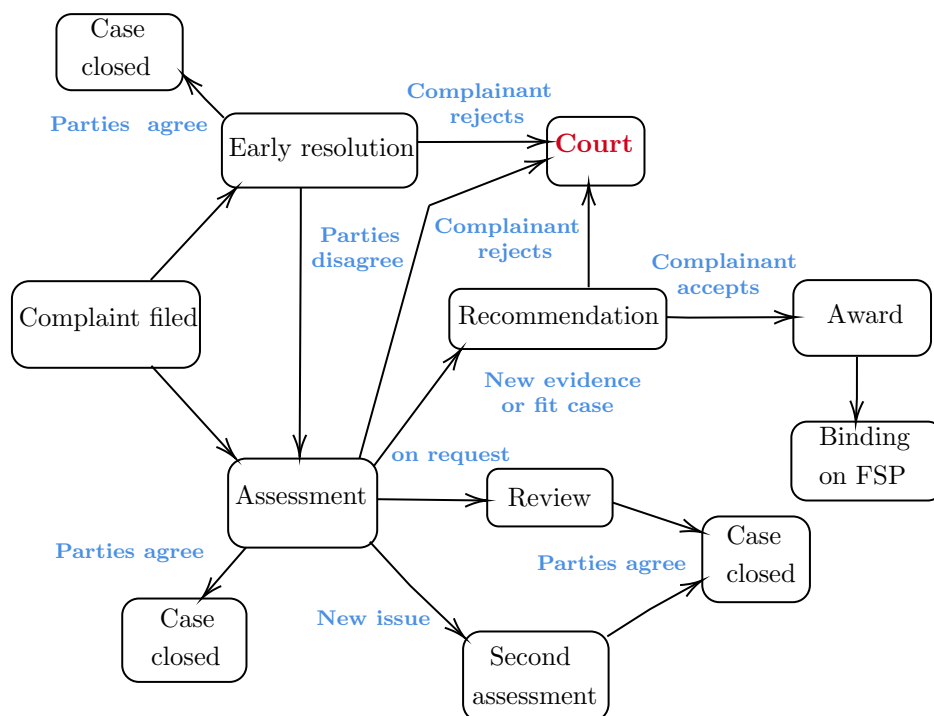 Case
closed
Parties agree
Early resolution
Complainant
rejects
Court
Parties
disagree
Complainant
rejects
Complainant
accepts
Complaint filed
Recommendation
Award
New evidence
or fit case
Binding
on FSP
on request
Assessment
Review
Parties agree
Case
closed
Parties agree
Case
closed
New issue
Second
assessment